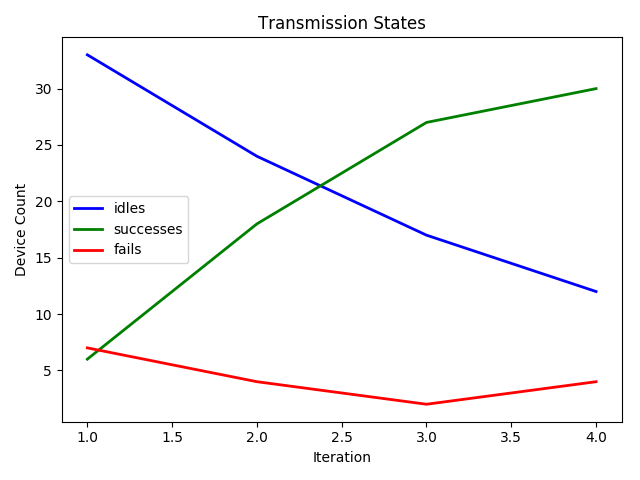 Transmission States
Device Count
30
25
20
15
10
5
idles
successes
fails
1.0 1.5 2.0 2.5 3.0 3.5 4.0
Iteration